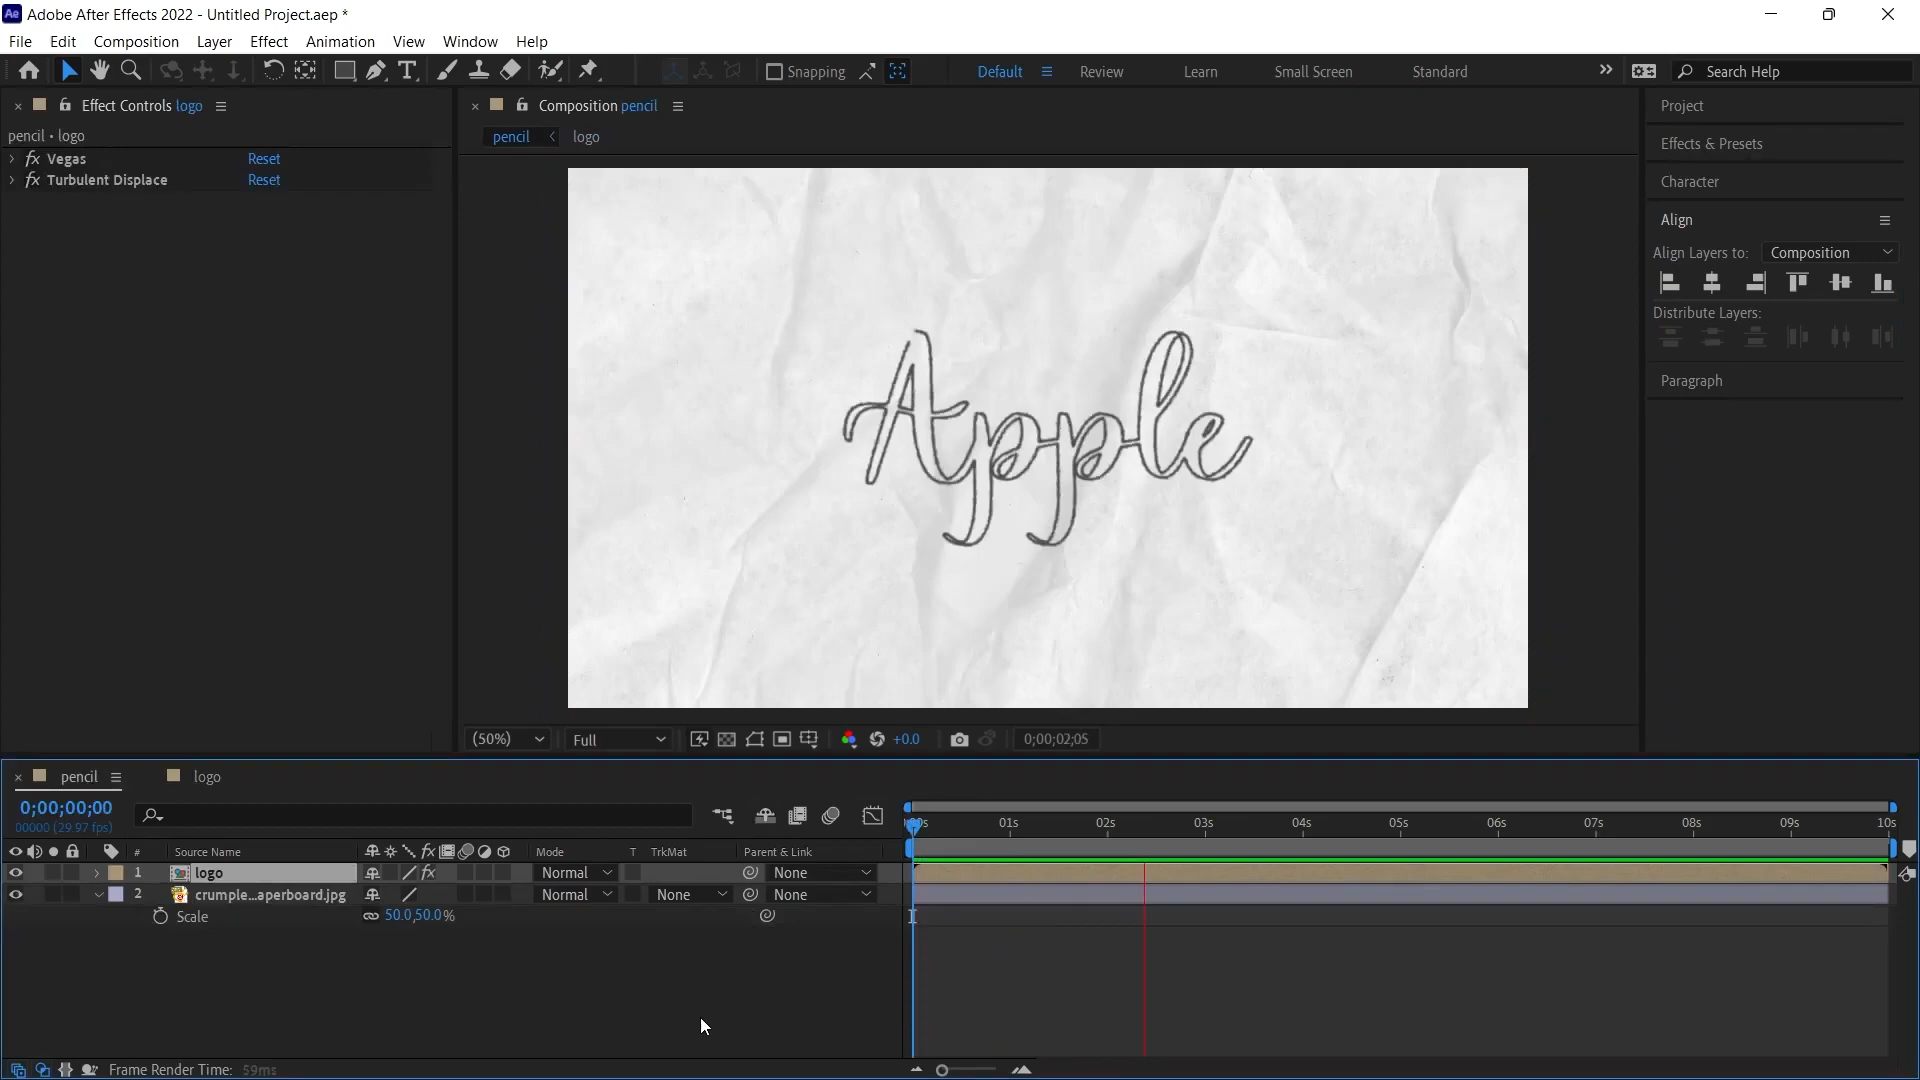 Ae Adobe After Effects 2022 - Untitled Project.aep *
File Edit Composition Layer Effect Animation View Window Help
Snapping Default Review Learn Small Screen Standard Search Help
Effect Controls logo
Composition pencil
Project
pencil • logo
pencil logo
fx Vegas Reset
fx Turbulent Displace Reset
Effects & Presets
Character
Align
Align Layers to: Composition
Distribute Layers:
Paragraph
Apple
(50%) Full +0.0 0;00;02;05
pencil logo
0;00;00;00
00000 (29.97 fps)
01s 02s 03s 04s 05s 06s 07s 08s 09s 10s
# Source Name fx Mode T TrkMat Parent & Link
1 logo fx Normal None
2 crumple...aperboard.jpg Normal None None
Scale 50.0,50.0%
Frame Render Time: 59ms